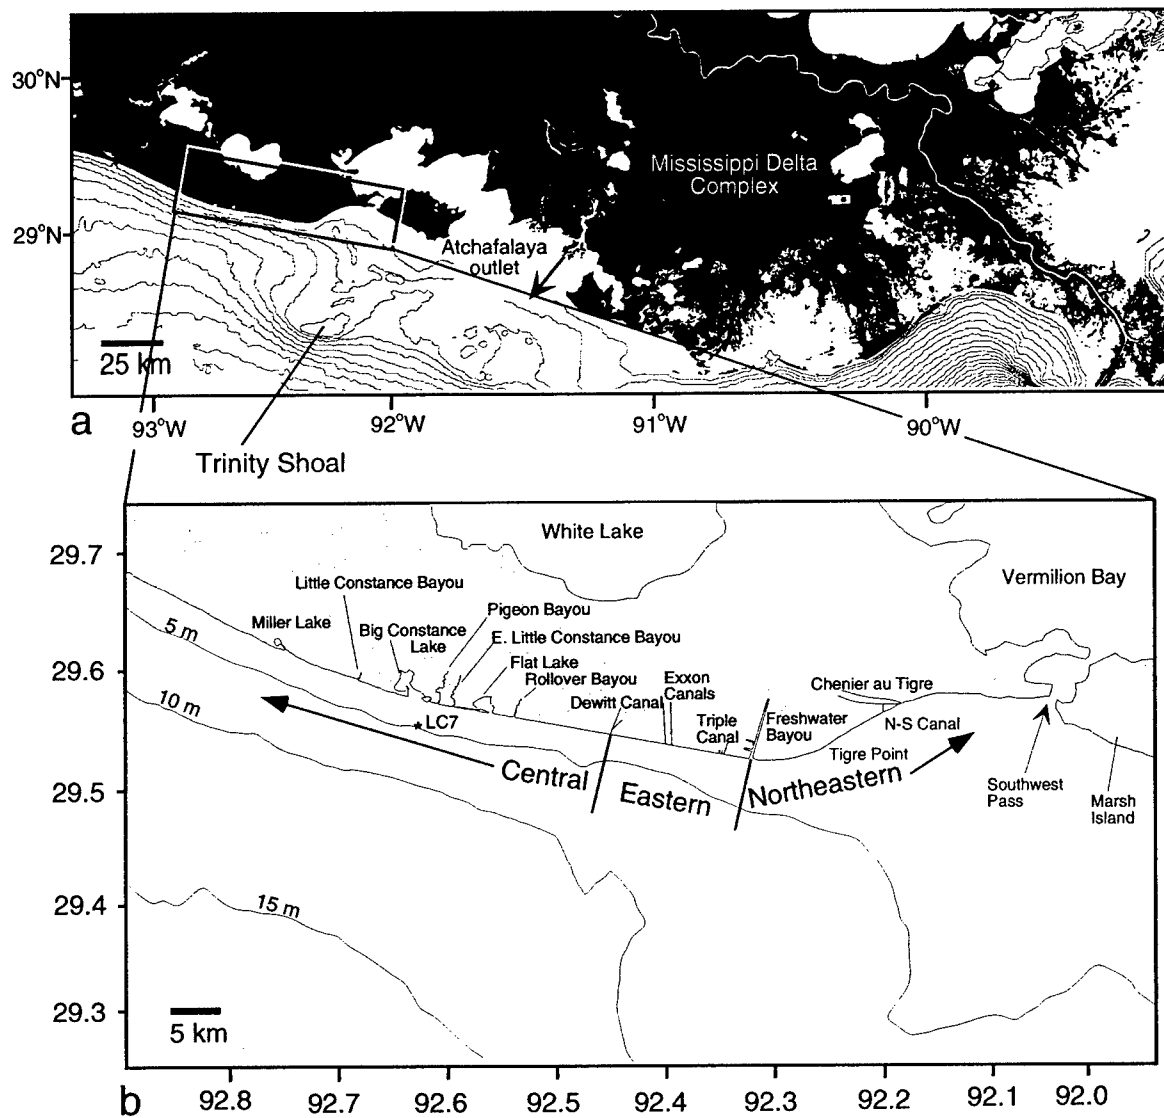 30°N
29°N
Mississippi Delta
Complex
Atchafalaya
outlet
25 km
a
93°W
92°W
91°W
90°W
Trinity Shoal
29.7
29.6
29.5
29.4
29.3
White Lake
Vermilion Bay
Little Constance Bayou
Miller Lake
Big Constance
Lake
Pigeon Bayou
E. Little Constance Bayou
Flat Lake
Rollover Bayou
Dewitt Canal
Exxon
Canals
Triple
Canal
Freshwater
Bayou
Chenier au Tigre
N-S Canal
Tigre Point
5 m
10 m
15 m
LC7
Central
Eastern
Northeastern
Southwest
Pass
Marsh
Island
5 km
b
92.8
92.7
92.6
92.5
92.4
92.3
92.2
92.1
92.0